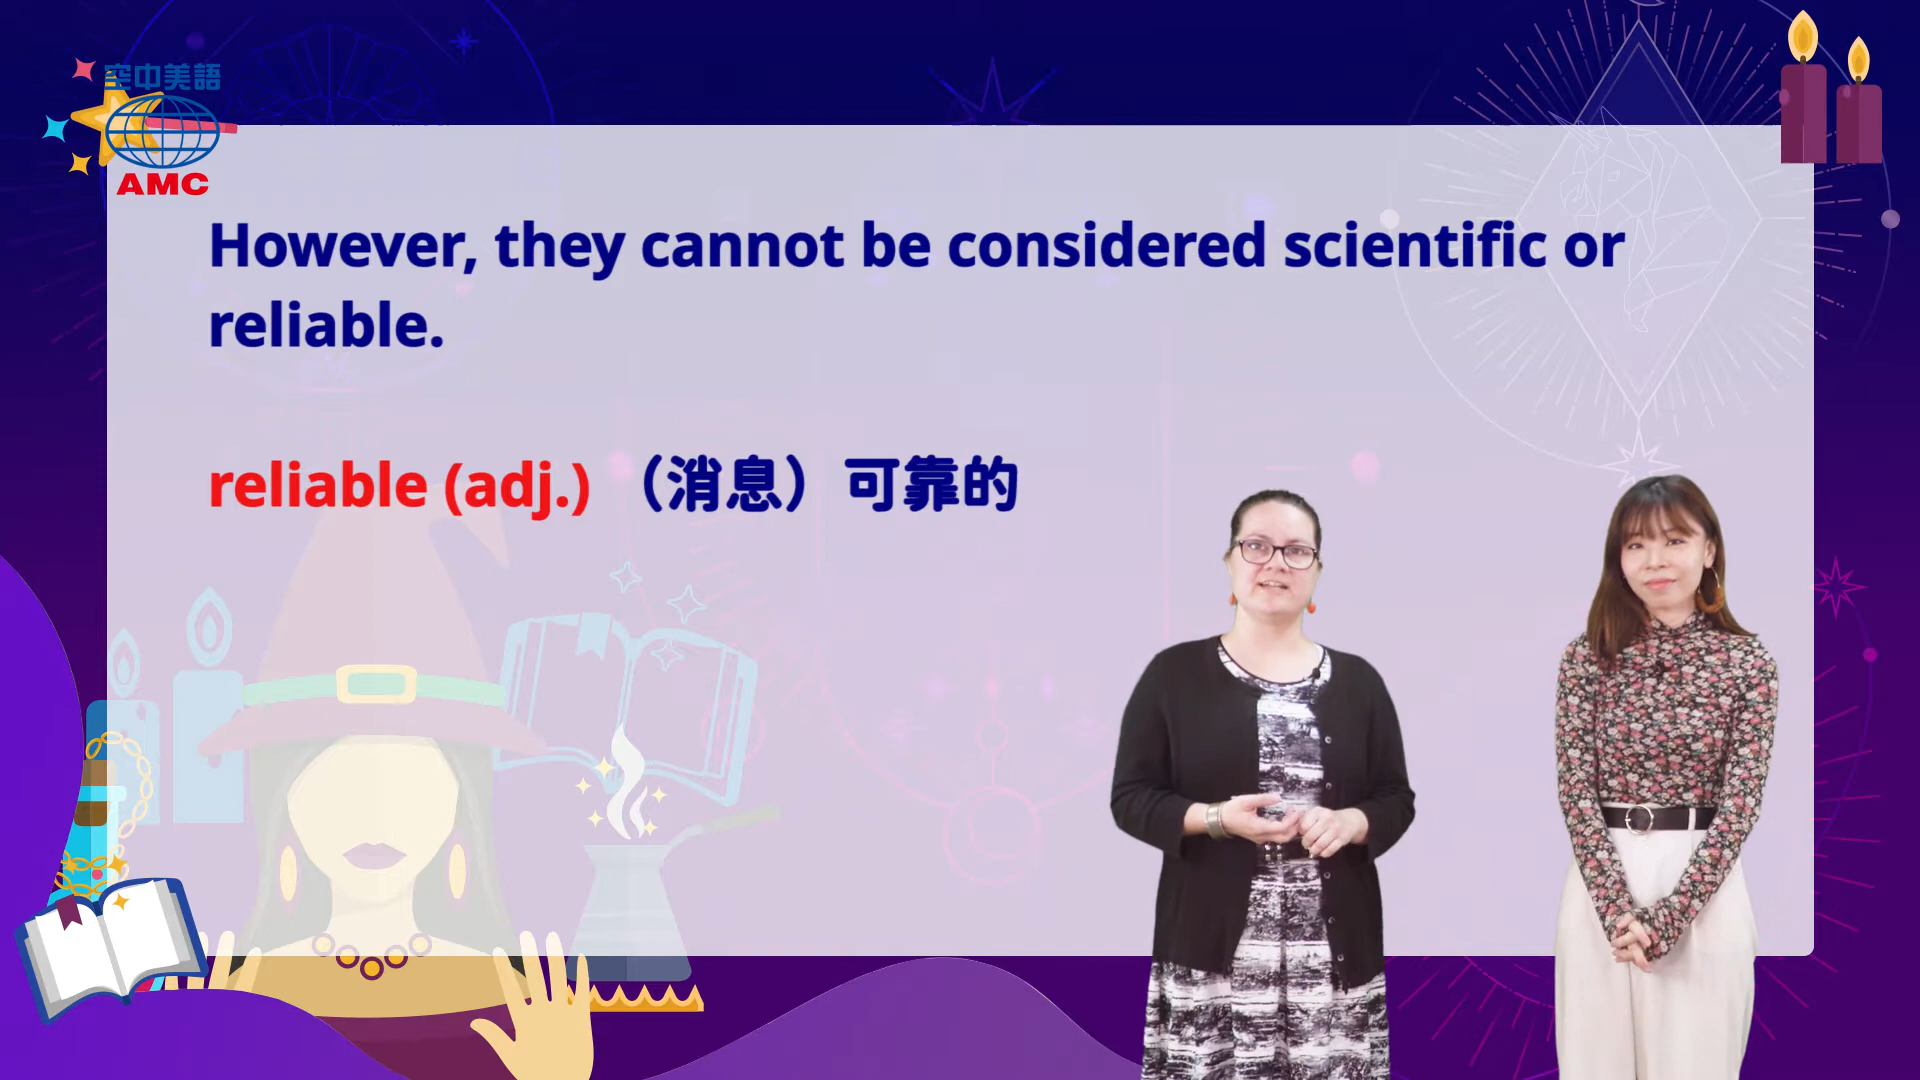 空中美語
AMC
However, they cannot be considered scientific or
reliable.
reliable (adj.) （消息）可靠的